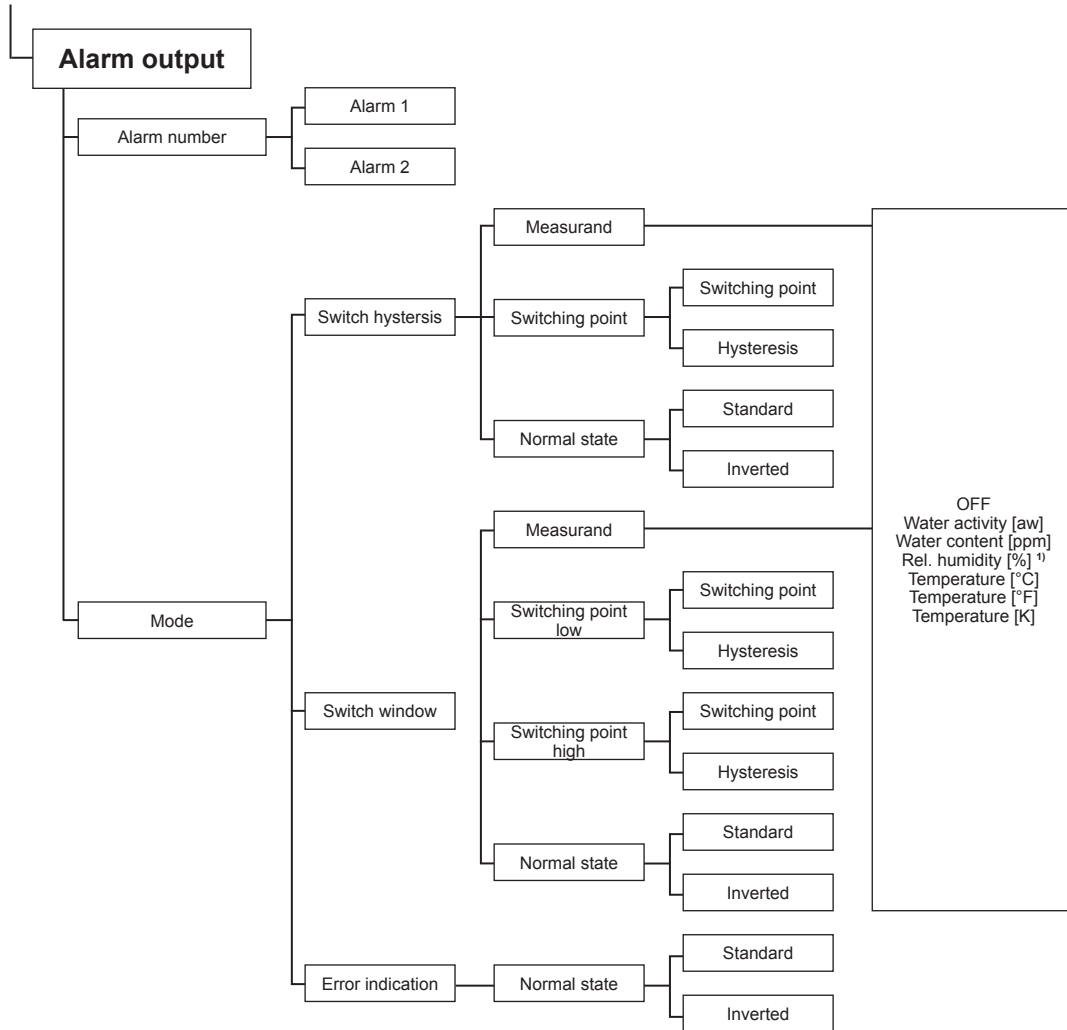 Alarm output
Alarm number
Alarm 1
Alarm 2
Mode
Switch hystersis
Measurand
Switching point
Switching point
Hysteresis
Normal state
Standard
Inverted
Switch window
Measurand
Switching point
low
Switching point
Hysteresis
Switching point
high
Switching point
Hysteresis
Normal state
Standard
Inverted
Error indication
Normal state
Standard
Inverted
OFF
Water activity [aw]
Water content [ppm]
Rel. humidity [%] ¹⁾
Temperature [°C]
Temperature [°F]
Temperature [K]